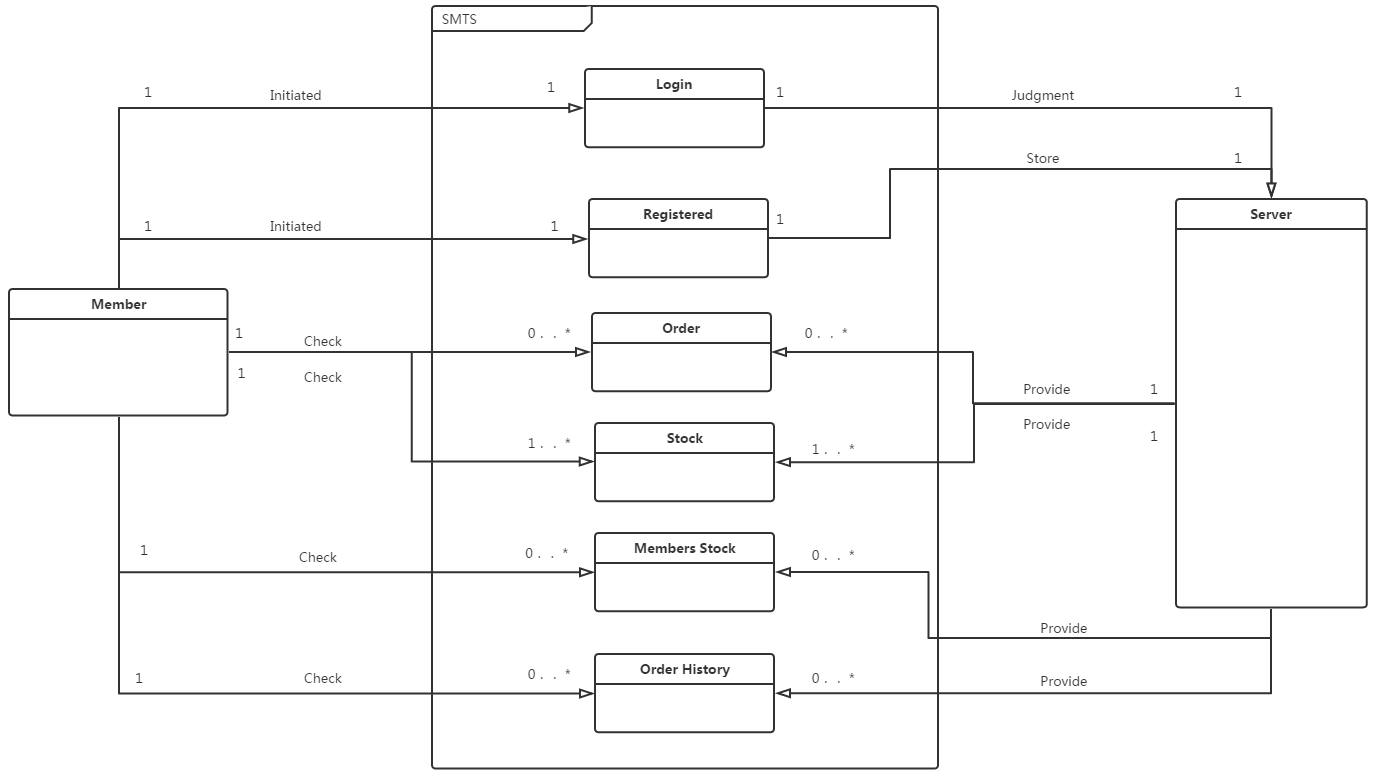 SMTS
Login
1 Initiated 1
1 Judgment 1
Store 1
Registered
1 Initiated 1
1
Server
Member
Order
1 Check 0 . . *
0 . . *
1 Check
Provide 1
Provide
1
Stock
1 . . *
1 . . *
Members Stock
1 Check 0 . . *
0 . . *
Provide
Order History
1 Check 0 . . *
0 . . * Provide